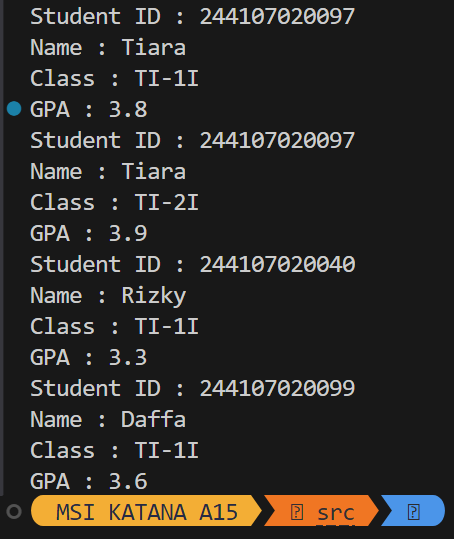 Student ID : 244107020097
Name : Tiara
Class : TI-1I
GPA : 3.8
Student ID : 244107020097
Name : Tiara
Class : TI-2I
GPA : 3.9
Student ID : 244107020040
Name : Rizky
Class : TI-1I
GPA : 3.3
Student ID : 244107020099
Name : Daffa
Class : TI-1I
GPA : 3.6
MSI KATANA A15 src